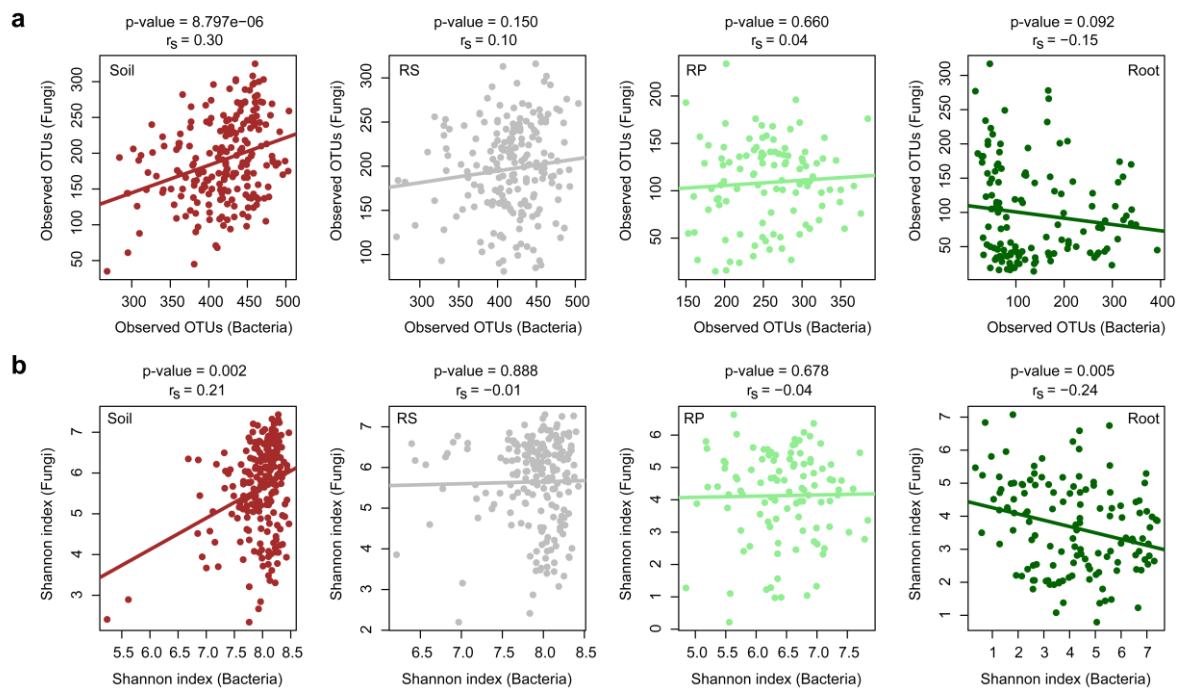 a
p-value = 8.797e−06
rS = 0.30
p-value = 0.150
rS = 0.10
p-value = 0.660
rS = 0.04
p-value = 0.092
rS = −0.15
Soil
RS
RP
Root
Observed OTUs (Fungi)
50 100 150 200 250 300
300 350 400 450 500
Observed OTUs (Bacteria)
Observed OTUs (Fungi)
100 150 200 250 300
300 350 400 450 500
Observed OTUs (Bacteria)
Observed OTUs (Fungi)
50 100 150 200
150 200 250 300 350
Observed OTUs (Bacteria)
Observed OTUs (Fungi)
50 100 150 200 250 300
100 200 300 400
Observed OTUs (Bacteria)
b
p-value = 0.002
rS = 0.21
p-value = 0.888
rS = −0.01
p-value = 0.678
rS = −0.04
p-value = 0.005
rS = −0.24
Soil
RS
RP
Root
Shannon index (Fungi)
3 4 5 6 7
5.5 6.0 6.5 7.0 7.5 8.0 8.5
Shannon index (Bacteria)
Shannon index (Fungi)
2 3 4 5 6 7
6.5 7.0 7.5 8.0 8.5
Shannon index (Bacteria)
Shannon index (Fungi)
0 1 2 3 4 5 6
5.0 5.5 6.0 6.5 7.0 7.5
Shannon index (Bacteria)
Shannon index (Fungi)
1 2 3 4 5 6 7
1 2 3 4 5 6 7
Shannon index (Bacteria)